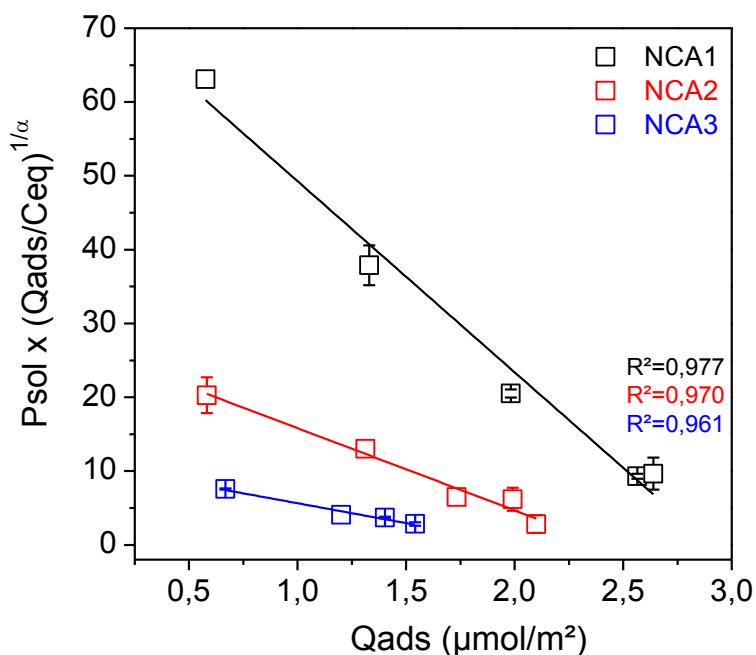 70
60
50
40
30
20
10
0
Psol x (Qads/Ceq)^{1/α}
NCA1
NCA2
NCA3
R²=0,977
R²=0,970
R²=0,961
0,5 1,0 1,5 2,0 2,5 3,0
Qads (µmol/m²)